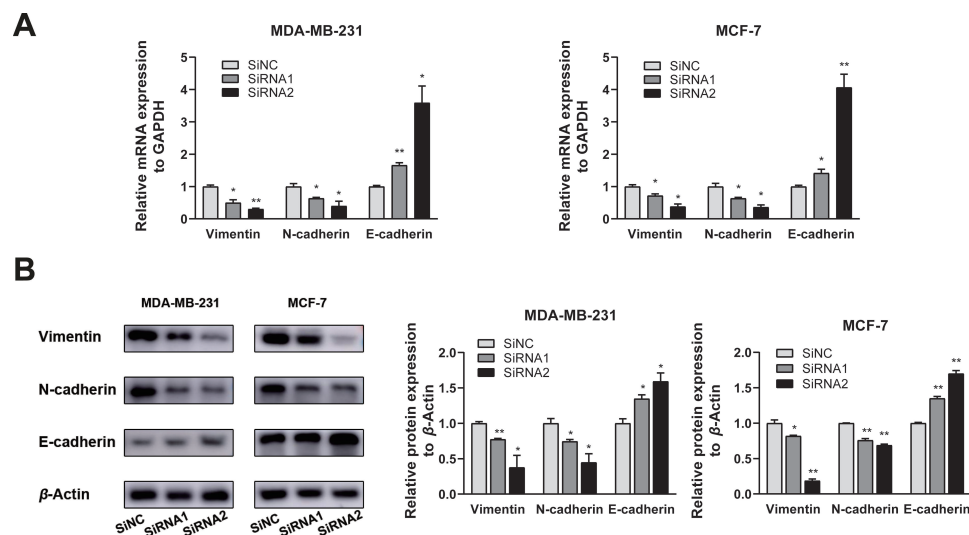 A
MDA-MB-231
Relative mRNA expression
to GAPDH
5
4
3
2
1
0
SiNC
SiRNA1
SiRNA2
*
**
*
*
**
*
Vimentin
N-cadherin
E-cadherin
MCF-7
Relative mRNA expression
to GAPDH
5
4
3
2
1
0
SiNC
SiRNA1
SiRNA2
*
*
*
*
*
**
Vimentin
N-cadherin
E-cadherin
B
MDA-MB-231
MCF-7
Vimentin
N-cadherin
E-cadherin
β-Actin
SiNC
SiRNA1
SiRNA2
SiNC
SiRNA1
SiRNA2
MDA-MB-231
Relative protein expression
to β-Actin
2.0
1.5
1.0
0.5
0.0
SiNC
SiRNA1
SiRNA2
**
*
*
*
*
*
Vimentin
N-cadherin
E-cadherin
MCF-7
Relative protein expression
to β-Actin
2.0
1.5
1.0
0.5
0.0
SiNC
SiRNA1
SiRNA2
*
**
**
**
**
**
Vimentin
N-cadherin
E-cadherin